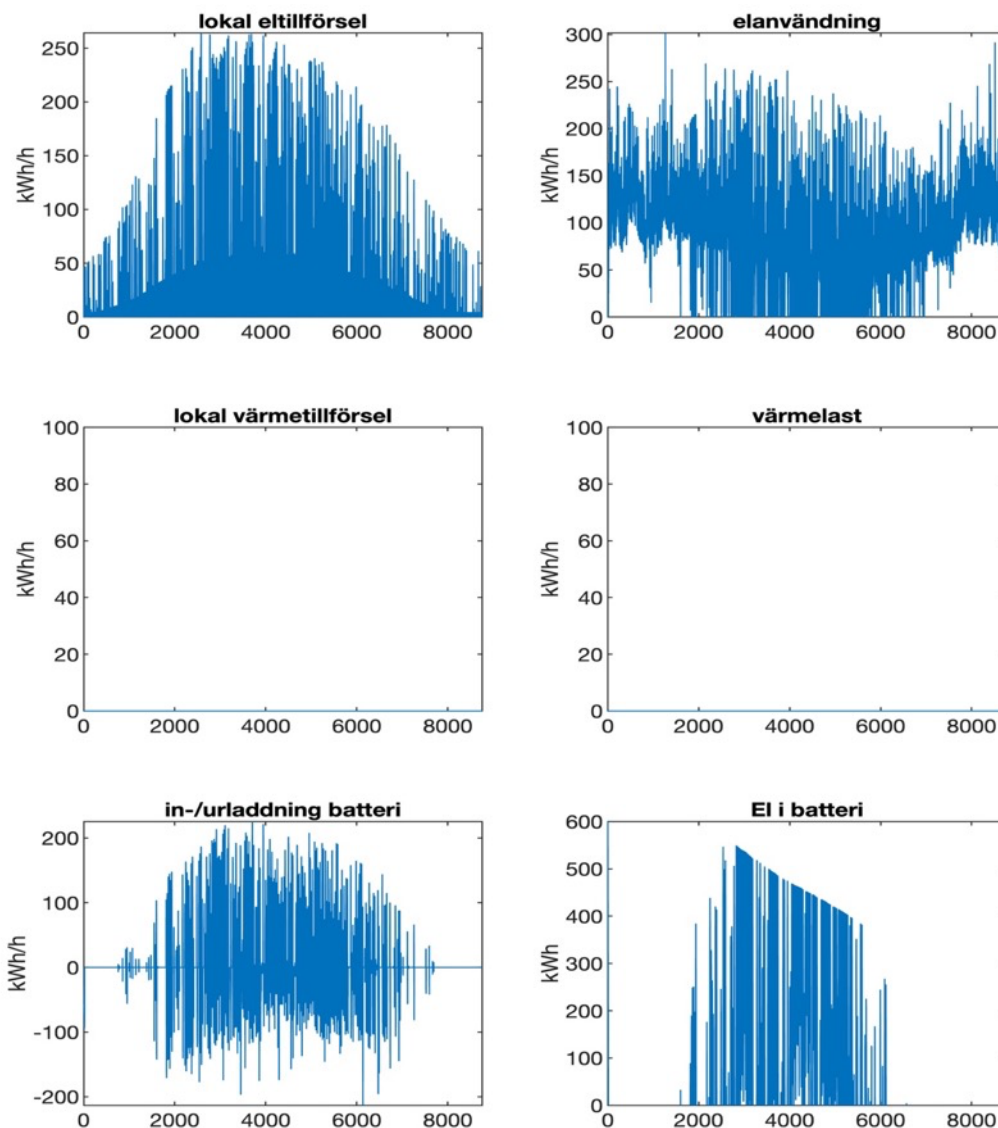 lokal eltillförsel
elanvändning
kWh/h
250
200
150
100
50
0
0 2000 4000 6000 8000
kWh/h
300
250
200
150
100
50
0
0 2000 4000 6000 8000
lokal värmetillförsel
värmelast
kWh/h
100
80
60
40
20
0
0 2000 4000 6000 8000
kWh/h
100
80
60
40
20
0
0 2000 4000 6000 8000
in-/urladdning batteri
El i batteri
kWh/h
200
100
0
-100
-200
0 2000 4000 6000 8000
kWh
600
500
400
300
200
100
0
0 2000 4000 6000 8000